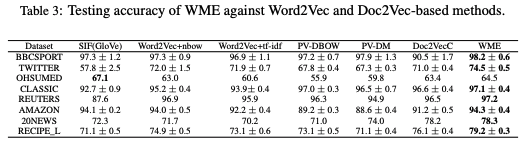 Table 3: Testing accuracy of WME against Word2Vec and Doc2Vec-based methods.
Dataset SIF(GloVe) Word2Vec+nbow Word2Vec+tf-idf PV-DBOW PV-DM Doc2VecC WME
BBCSPORT 97.3 ± 1.2 97.3 ± 0.9 96.9 ± 1.1 97.2 ± 0.7 97.9 ± 1.3 90.5 ± 1.7 98.2 ± 0.6
TWITTER 57.8 ± 2.5 72.0 ± 1.5 71.9 ± 0.7 67.8 ± 0.4 67.3 ± 0.3 71.0 ± 0.4 74.5 ± 0.5
OHSUMED 67.1 63.0 60.6 55.9 59.8 63.4 64.5
CLASSIC 92.7 ± 0.9 95.2 ± 0.4 93.9± 0.4 97.0 ± 0.3 96.5 ± 0.7 96.6 ± 0.4 97.1 ± 0.4
REUTERS 87.6 96.9 95.9 96.3 94.9 96.5 97.2
AMAZON 94.1 ± 0.2 94.0 ± 0.5 92.2 ± 0.4 89.2 ± 0.3 88.6 ± 0.4 91.2 ± 0.5 94.3 ± 0.4
20NEWS 72.3 71.7 70.2 71.0 74.0 78.2 78.3
RECIPE_L 71.1 ± 0.5 74.9 ± 0.5 73.1 ± 0.6 73.1 ± 0.5 71.1 ± 0.4 76.1 ± 0.4 79.2 ± 0.3